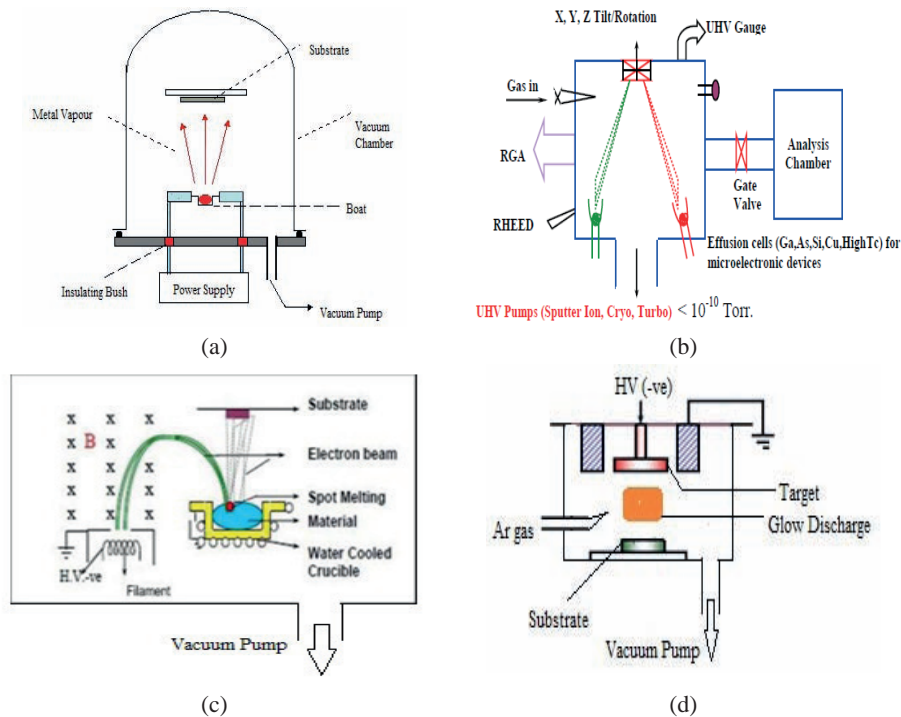 Substrate
Metal Vapour
Vacuum
Chamber
Boat
Insulating Bush
Power Supply
Vacuum Pump
(a)
X, Y, Z Tilt/Rotation
UHV Gauge
Gas in
RGA
Analysis
Chamber
Gate
Valve
RHEED
Effusion cells (Ga,As,Si,Cu,HighTc) for
microelectronic devices
UHV Pumps (Sputter Ion, Cryo, Turbo) < 10-10 Torr.
(b)
x x x
x B x x
x x x
x x x
x x x
Substrate
Electron beam
Spot Melting
Material
Water Cooled
Crucible
H.V.-ve
Filament
Vacuum Pump
(c)
HV (-ve)
Target
Glow Discharge
Ar gas
Substrate
Vacuum Pump
(d)